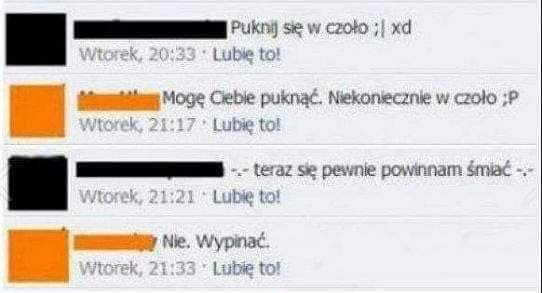 Puknij się w czoło ;| xd
Wtorek, 20:33 · Lubię to!
Mogę Ciebie puknąć. Niekoniecznie w czoło ;P
Wtorek, 21:17 · Lubię to!
-.- teraz się pewnie powinnam śmiać -.-
Wtorek, 21:21 · Lubię to!
Nie. Wypinać.
Wtorek, 21:33 · Lubię to!